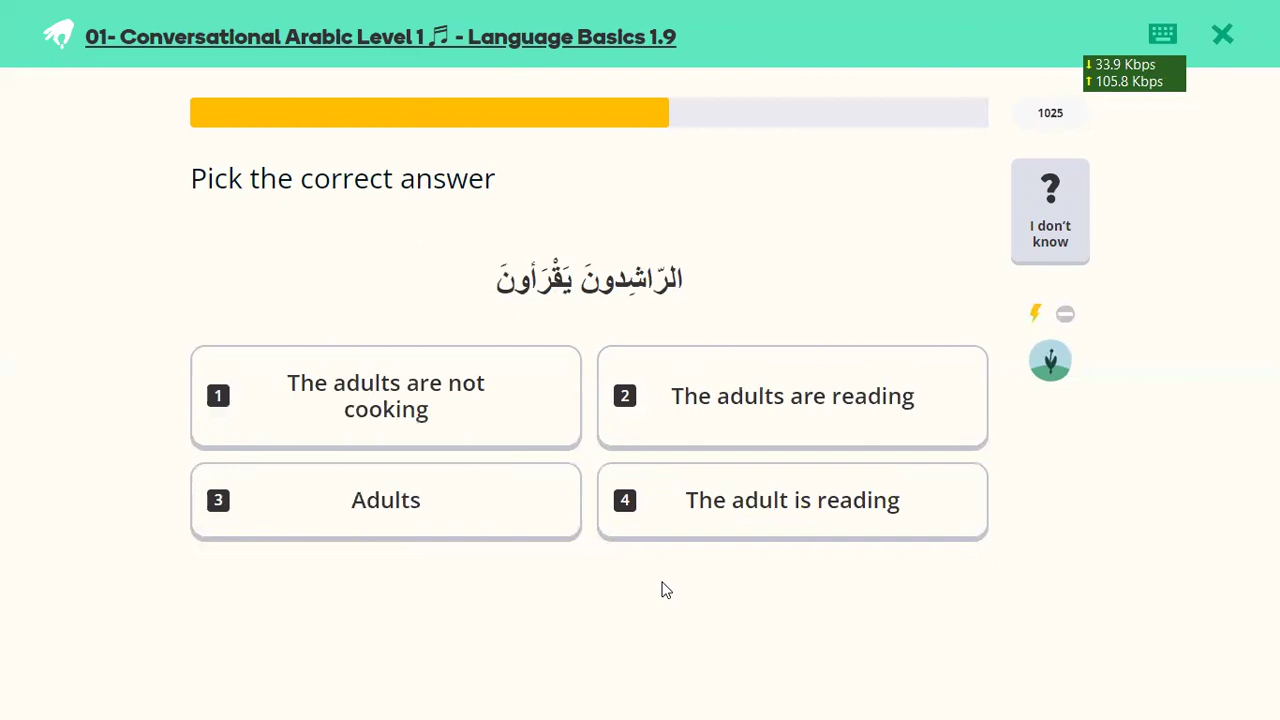 01- Conversational Arabic Level 1 🎵 - Language Basics 1.9
↓ 33.9 Kbps
↑ 105.8 Kbps
1025
Pick the correct answer
?
I don't
know
الرّاشِدونَ يَقْرَأونَ
1 The adults are not
cooking
2 The adults are reading
3 Adults
4 The adult is reading